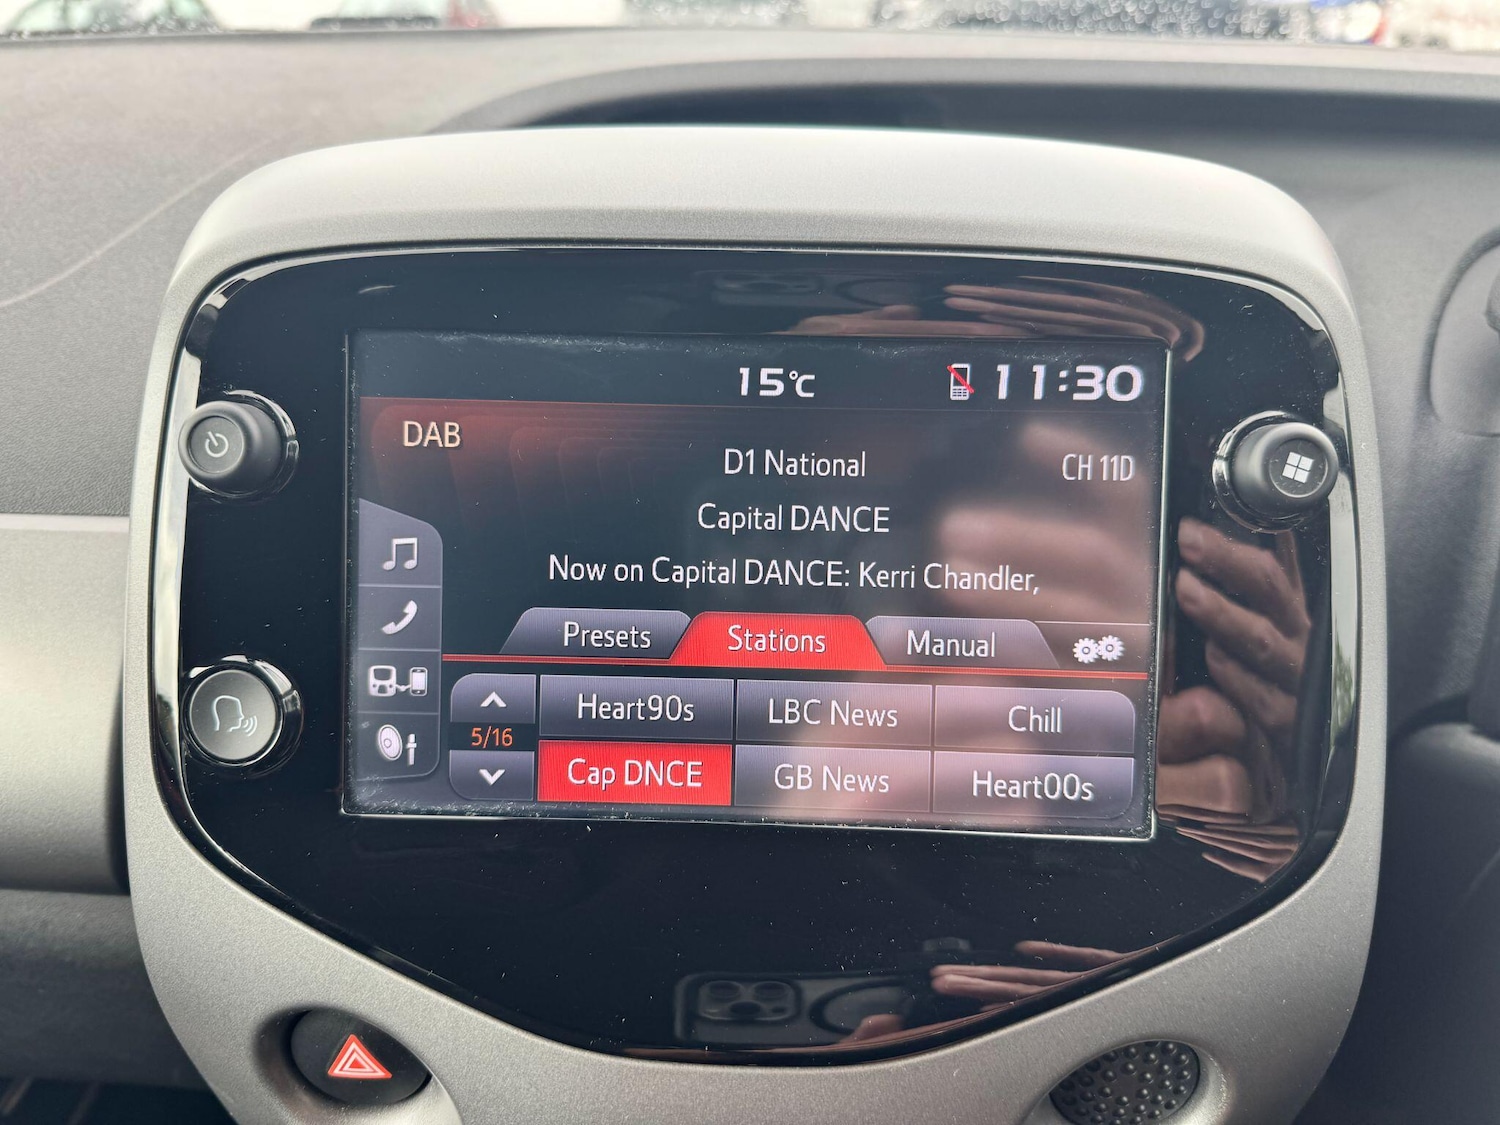 15°C 11:30
DAB
D1 National CH 11D
Capital DANCE
Now on Capital DANCE: Kerri Chandler,
Presets Stations Manual
Heart90s LBC News Chill
5/16
Cap DNCE GB News Heart00s